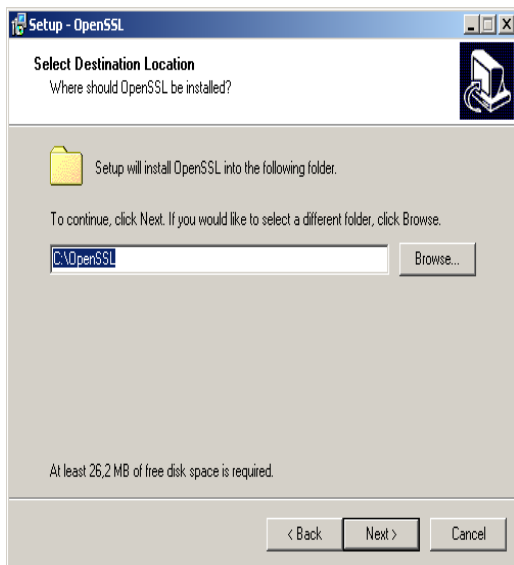 Setup - OpenSSL
Select Destination Location
Where should OpenSSL be installed?
Setup will install OpenSSL into the following folder.
To continue, click Next. If you would like to select a different folder, click Browse.
C:\OpenSSL
Browse...
At least 26,2 MB of free disk space is required.
< Back
Next >
Cancel